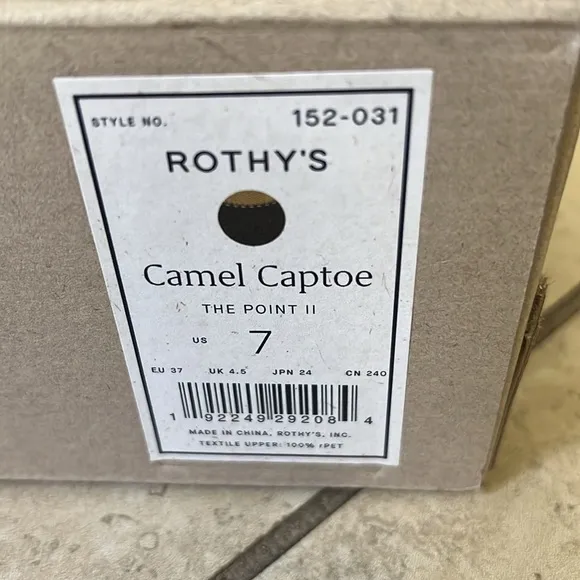 STYLE NO. 152-031
ROTHY'S
Camel Captoe
THE POINT II
US 7
EU 37 UK 4.5 JPN 24 CN 240
1 92249 29208 4
MADE IN CHINA, ROTHY'S, INC.
TEXTILE UPPER: 100% rPET